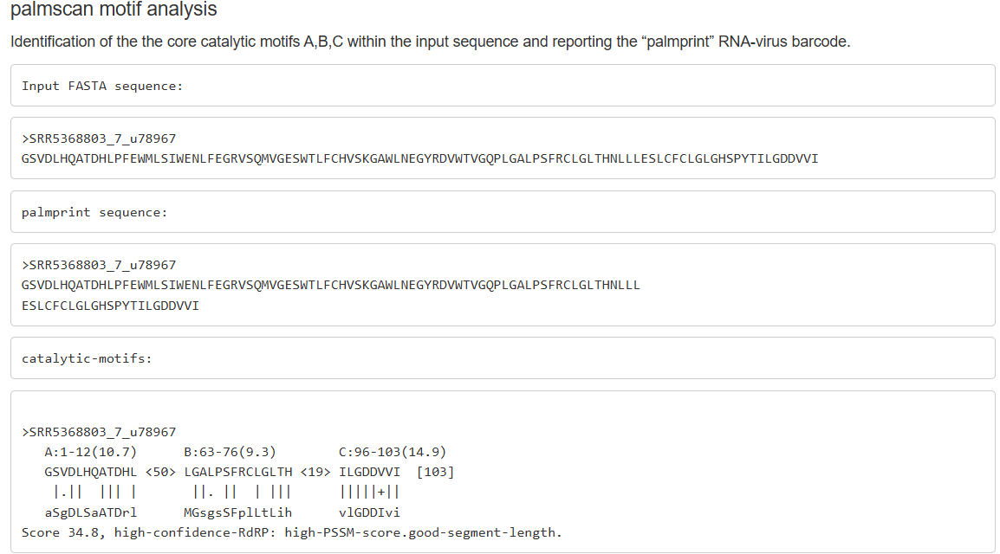 palmscan motif analysis
Identification of the the core catalytic motifs A,B,C within the input sequence and reporting the “palmprint” RNA-virus barcode.
Input FASTA sequence:
>SRR5368803_7_u78967
GSVDLHQATDHLPFEWMLSIWENLFEGRVSQMVGESWTLFCHVSKGAWLNEGYRDVWTVGQPLGALPSFRCLGLTHNLLLESLCFCLGLGHSPYTILGDDVVI
palmprint sequence:
>SRR5368803_7_u78967
GSVDLHQATDHLPFEWMLSIWENLFEGRVSQMVGESWTLFCHVSKGAWLNEGYRDVWTVGQPLGALPSFRCLGLTHNLLL
ESLCFCLGLGHSPYTILGDDVVI
catalytic-motifs:
>SRR5368803_7_u78967
   A:1-12(10.7)      B:63-76(9.3)        C:96-103(14.9)
   GSVDLHQATDHL <50> LGALPSFRCLGLTH <19> ILGDDVVI  [103]
    |.||  ||| |       ||. ||  | |||      |||||+||
   aSgDLSaATDrl      MGsgsSFplLtLih      vlGDDIvi
Score 34.8, high-confidence-RdRP: high-PSSM-score.good-segment-length.